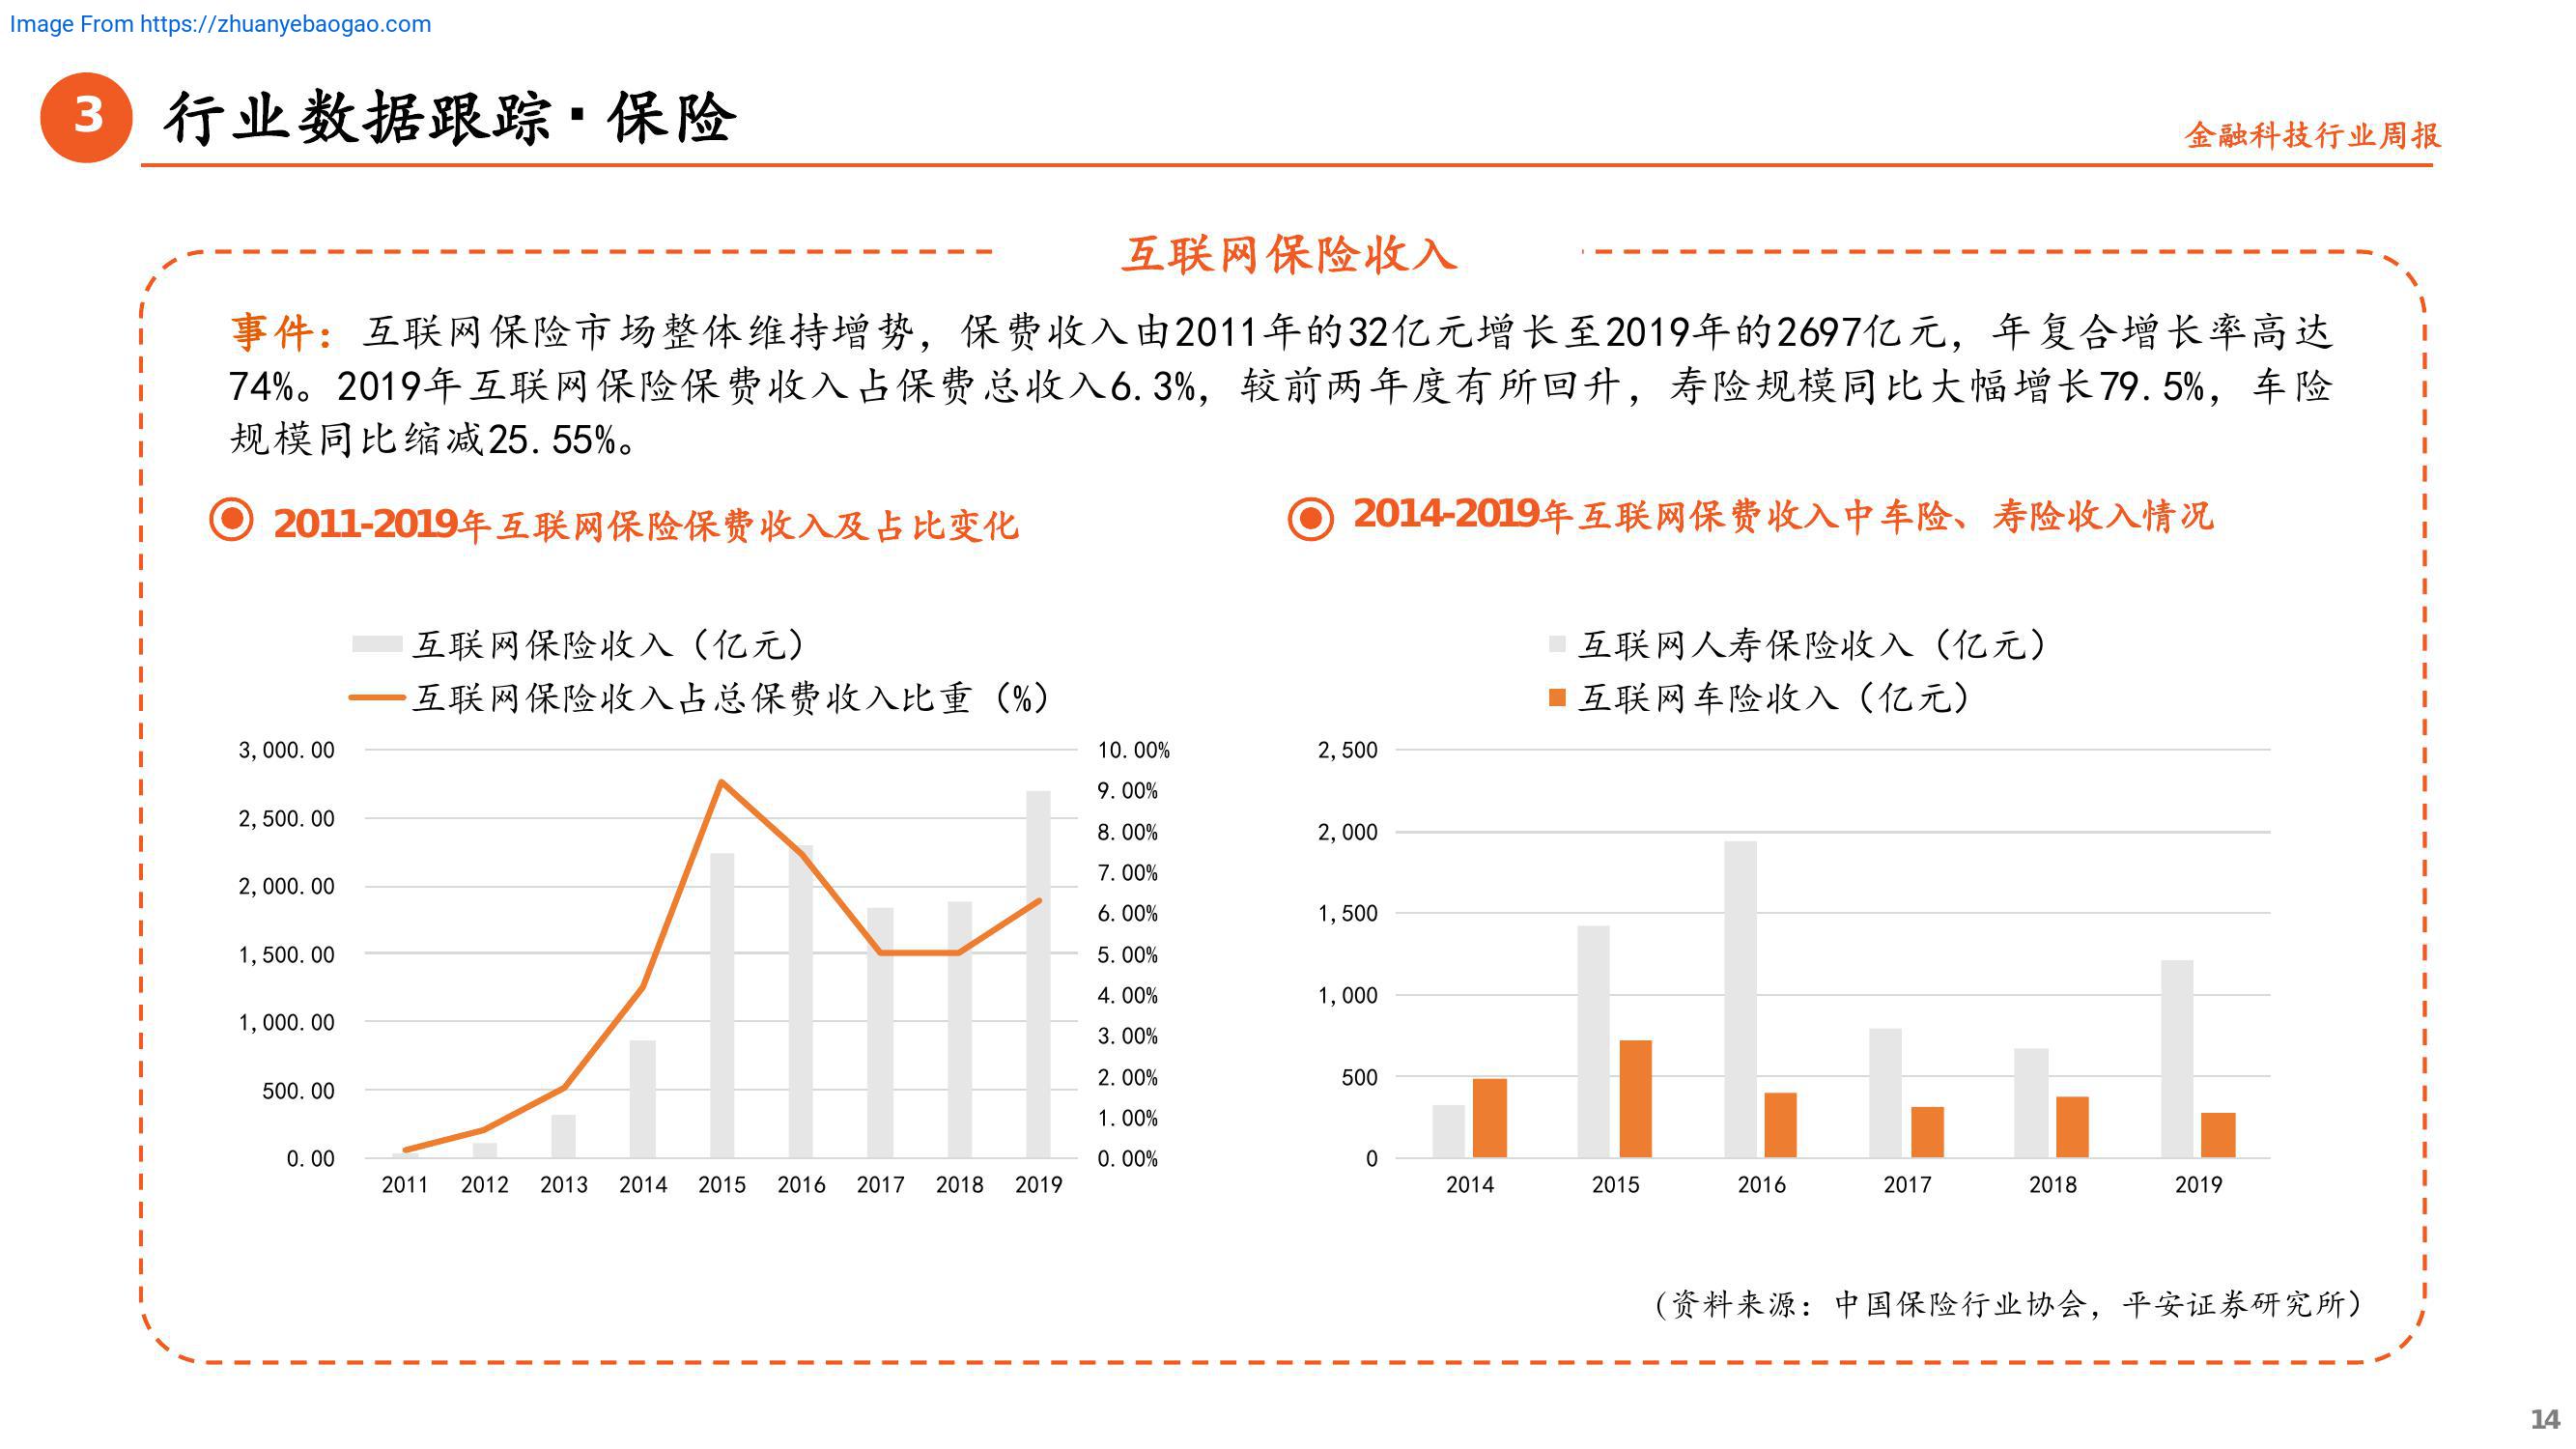 Image From https://zhuanyebaogao.com
3 行业数据跟踪·保险
金融科技行业周报
互联网保险收入
事件：互联网保险市场整体维持增势，保费收入由2011年的32亿元增长至2019年的2697亿元，年复合增长率高达
74%。2019年互联网保险保费收入占保费总收入6.3%，较前两年度有所回升，寿险规模同比大幅增长79.5%，车险
规模同比缩减25.55%。
2011-2019年互联网保险保费收入及占比变化
互联网保险收入（亿元）
互联网保险收入占总保费收入比重（%）
3,000.00
2,500.00
2,000.00
1,500.00
1,000.00
500.00
0.00
10.00%
9.00%
8.00%
7.00%
6.00%
5.00%
4.00%
3.00%
2.00%
1.00%
0.00%
2011 2012 2013 2014 2015 2016 2017 2018 2019
2014-2019年互联网保费收入中车险、寿险收入情况
互联网人寿保险收入（亿元）
互联网车险收入（亿元）
2,500
2,000
1,500
1,000
500
0
2014 2015 2016 2017 2018 2019
（资料来源：中国保险行业协会，平安证券研究所）
14